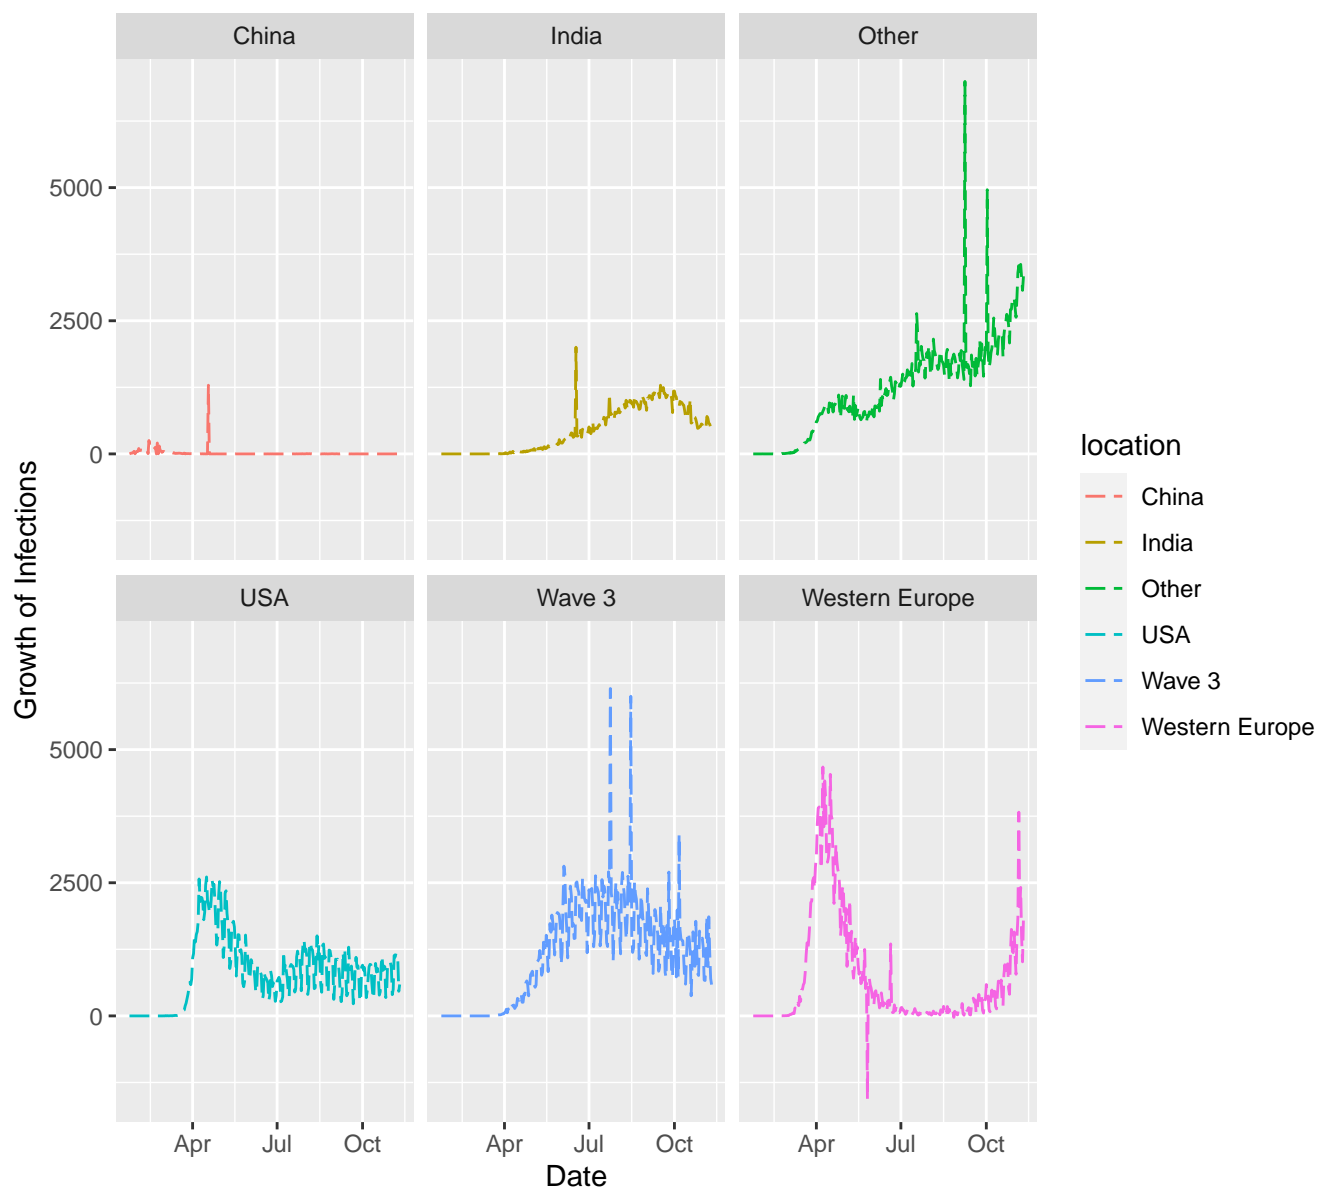 China
India
Other
5000
2500
0
USA
Wave 3
Western Europe
5000
2500
0
Apr
Jul
Oct
Apr
Jul
Oct
Apr
Jul
Oct
Growth of Infections
Date
location
China
India
Other
USA
Wave 3
Western Europe